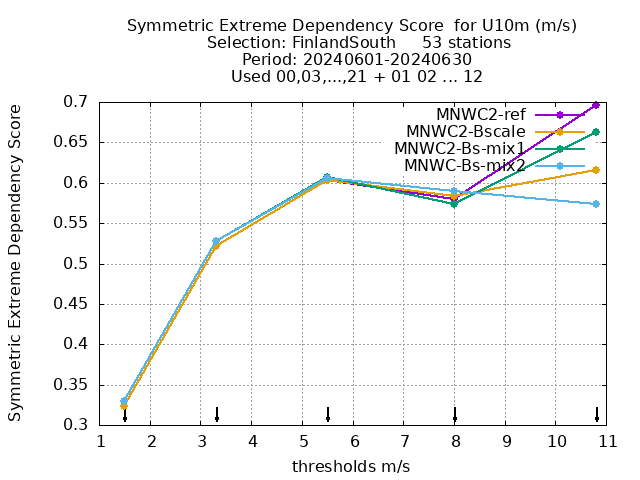 Symmetric Extreme Dependency Score  for U10m (m/s)
Selection: FinlandSouth     53 stations
Period: 20240601-20240630
Used 00,03,...,21 + 01 02 ... 12
MNWC2-ref
MNWC2-Bscale
MNWC2-Bs-mix1
MNWC-Bs-mix2
Symmetric Extreme Dependency Score
0.7
0.65
0.6
0.55
0.5
0.45
0.4
0.35
0.3
1 2 3 4 5 6 7 8 9 10 11
thresholds m/s